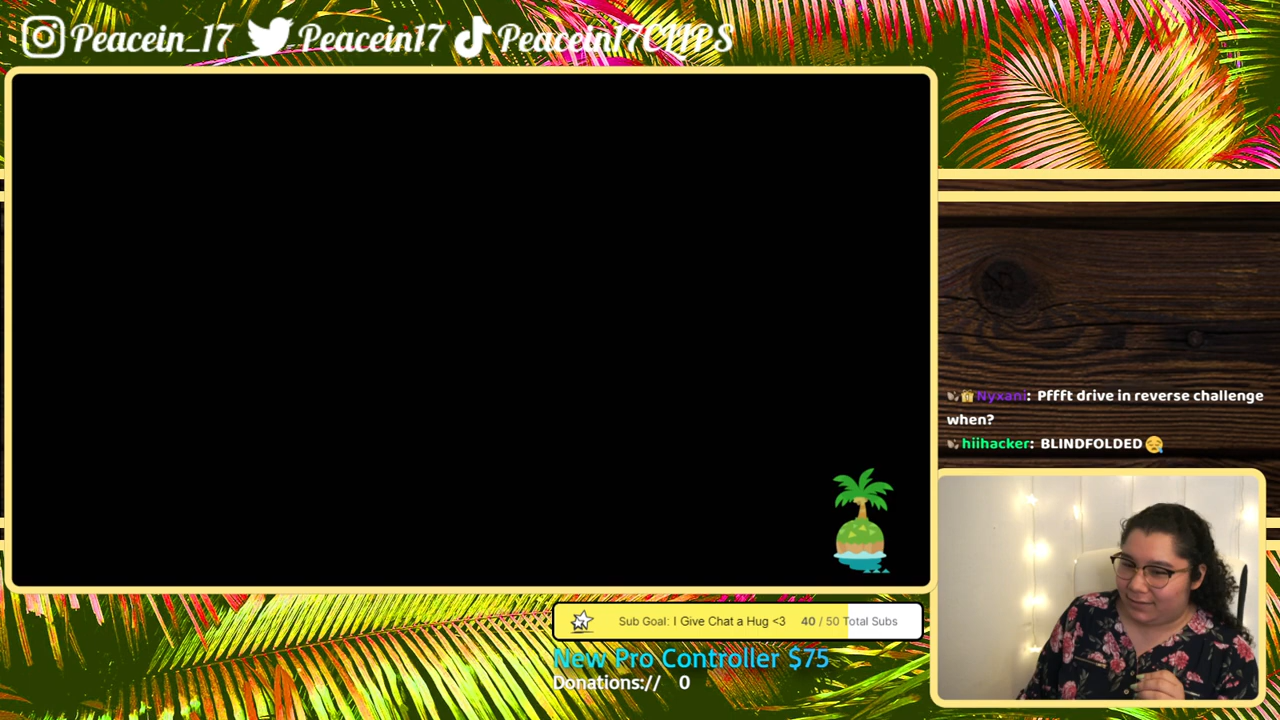 Peacein_17 Peacein17 Peacein17CLIPS
Nyxani: Pffft drive in reverse challenge
when?
hiihacker: BLINDFOLDED
Sub Goal: I Give Chat a Hug <3 40 / 50 Total Subs
New Pro Controller $75
Donations:// 0